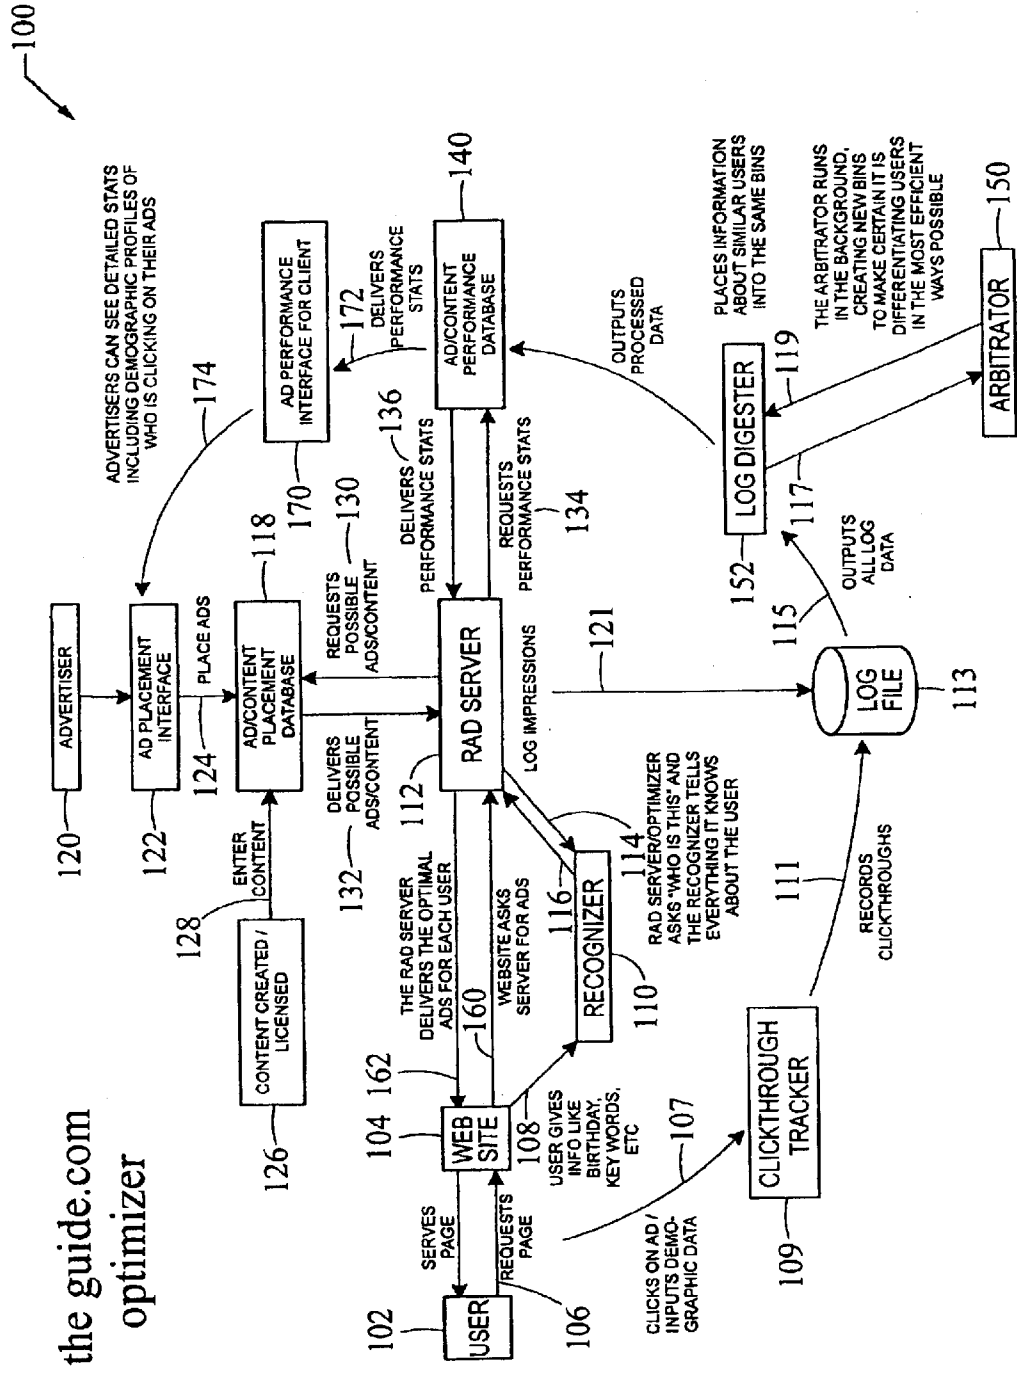 the guide.com
optimizer
100
ADVERTISERS CAN SEE DETAILED STATS
INCLUDING DEMOGRAPHIC PROFILES OF
WHO IS CLICKING ON THEIR ADS
174
ADVERTISER
120
AD PLACEMENT
INTERFACE
122
PLACE ADS
124
AD/CONTENT
PLACEMENT
DATABASE
118
ENTER
CONTENT
128
CONTENT CREATED /
LICENSED
126
AD PERFORMANCE
INTERFACE FOR CLIENT
170
172
DELIVERS
PERFORMANCE
STATS
AD/CONTENT
PERFORMANCE
DATABASE
140
REQUESTS
POSSIBLE
ADS/CONTENT
130
DELIVERS
POSSIBLE
ADS/CONTENT
132
DELIVERS
PERFORMANCE STATS
136
REQUESTS
PERFORMANCE STATS
134
RAD SERVER
112
THE RAD SERVER
DELIVERS THE OPTIMAL
ADS FOR EACH USER
162
160
WEBSITE ASKS
SERVER FOR ADS
WEB
SITE
104
SERVES
PAGE
REQUESTS
PAGE
106
USER
102
108
USER GIVES
INFO LIKE
BIRTHDAY,
KEY WORDS,
ETC
RECOGNIZER
110
116
114
RAD SERVER/OPTIMIZER
ASKS "WHO IS THIS" AND
THE RECOGNIZER TELLS
EVERYTHING IT KNOWS
ABOUT THE USER
LOG IMPRESSIONS
121
CLICKS ON AD /
INPUTS DEMO-
GRAPHIC DATA
107
CLICKTHROUGH
TRACKER
109
111
RECORDS
CLICKTHROUGHS
LOG
FILE
113
115
OUTPUTS
ALL LOG
DATA
LOG DIGESTER
152
OUTPUTS
PROCESSED
DATA
PLACES INFORMATION
ABOUT SIMILAR USERS
INTO THE SAME BINS
119
117
THE ARBITRATOR RUNS
IN THE BACKGROUND,
CREATING NEW BINS
TO MAKE CERTAIN IT IS
DIFFERENTIATING USERS
IN THE MOST EFFICIENT
WAYS POSSIBLE
ARBITRATOR
150